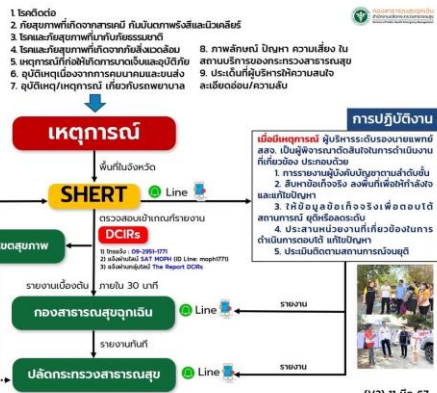 1. โรคติดต่อ
2. ภัยสุขภาพที่เกิดจากสารเคมี กัมมันตภาพรังสีและนิวเคลียร์
3. โรคและภัยสุขภาพที่มากับภัยธรรมชาติ
4. โรคและภัยสุขภาพที่เกิดจากภัยสิ่งแวดล้อม
5. เหตุการณ์ที่ก่อให้เกิดการบาดเจ็บและอุบัติภัย
6. อุบัติเหตุเนื่องจากการคมนาคมและขนส่ง
7. อุบัติเหตุ/เหตุการณ์ เกี่ยวกับรถพยาบาล
8. ภาพลักษณ์ ปัญหา ความเสี่ยง ใน
สถานบริการของกระทรวงสาธารณสุข
9. ประเด็นที่ผู้บริหารให้ความสนใจ
ละเอียดอ่อน/ความลับ
กองสาธารณสุขฉุกเฉิน
เหตุการณ์
พื้นที่ในจังหวัด
SHERT
Line
ตรวจสอบเข้าเกณฑ์รายงาน
DCIRs
1) โทรแจ้ง : 09-2951-1771
2) แจ้งผ่านไลน์ SAT MOPH (ID Line: moph1771)
3) แจ้งผ่านกลุ่มไลน์ The Report DCIRs
ขตสุขภาพ
รายงานเบื้องต้น ภายใน 30 นาที
กองสาธารณสุขฉุกเฉิน
Line
รายงาน
รายงานทันที
ปลัดกระทรวงสาธารณสุข
Line
รายงาน
การปฏิบัติงาน
เมื่อมีเหตุการณ์ ผู้บริหารระดับรองนายแพทย์
สสจ. เป็นผู้พิจารณาตัดสินใจในการดำเนินงาน
ที่เกี่ยวข้อง ประกอบด้วย
1. การรายงานผู้บังคับบัญชาตามลำดับชั้น
2. สืบหาข้อเท็จจริง ลงพื้นที่เพื่อให้กำลังใจ
และแก้ไขปัญหา
3. ให้ข้อมูลข้อเท็จจริงเพื่อตอบโต้
สถานการณ์ ยุติหรือลดระดับ
4. ประสานหน่วยงานที่เกี่ยวข้องในการ
ดำเนินการตอบโต้ แก้ไขปัญหา
5. ประเมินติดตามสถานการณ์จนยุติ